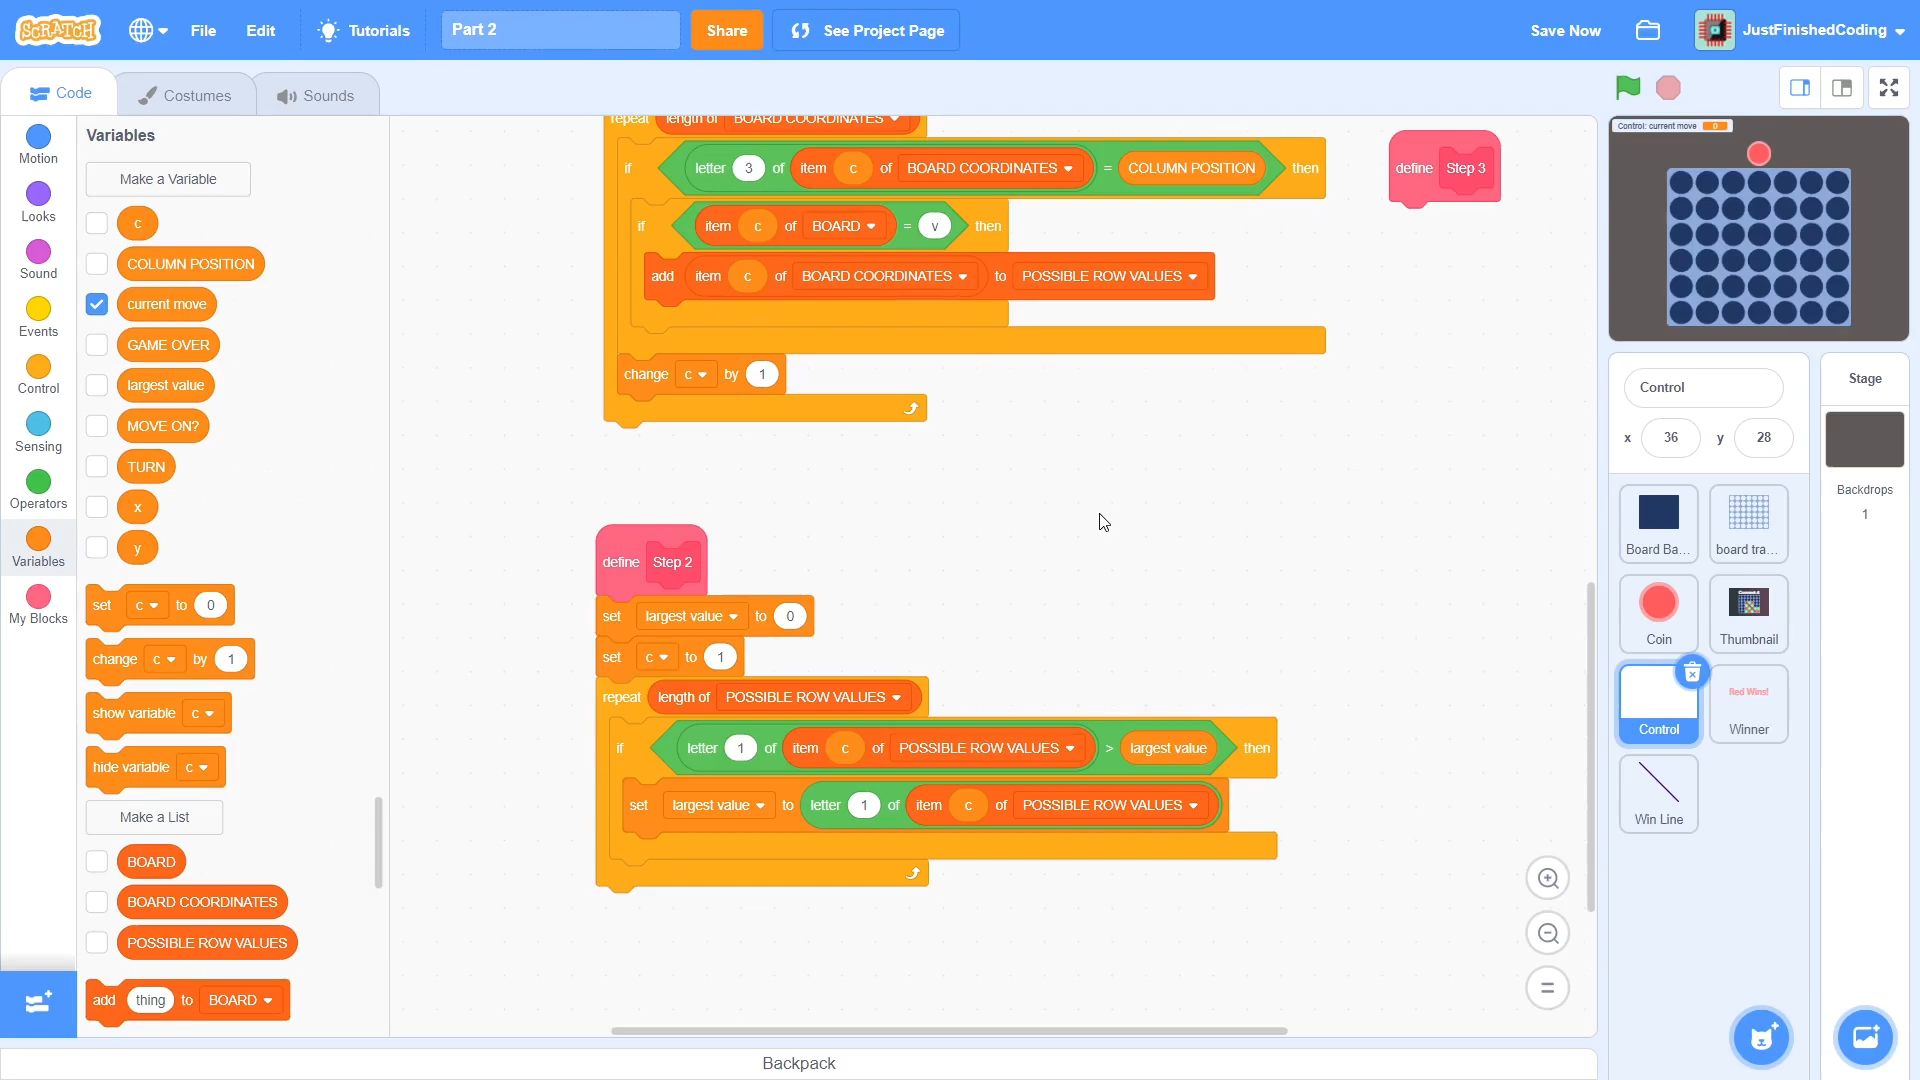 SCRATCH File Edit Tutorials Part 2 Share See Project Page Save Now JustFinishedCoding
Code Costumes Sounds
Motion
Looks
Sound
Events
Control
Sensing
Operators
Variables
My Blocks
Variables
Make a Variable
c
COLUMN POSITION
current move
GAME OVER
largest value
MOVE ON?
TURN
x
y
set c to 0
change c by 1
show variable c
hide variable c
Make a List
BOARD
BOARD COORDINATES
POSSIBLE ROW VALUES
add thing to BOARD
repeat length of BOARD COORDINATES
if letter 3 of item c of BOARD COORDINATES = COLUMN POSITION then
if item c of BOARD = v then
add item c of BOARD COORDINATES to POSSIBLE ROW VALUES
change c by 1
define Step 2
set largest value to 0
set c to 1
repeat length of POSSIBLE ROW VALUES
if letter 1 of item c of POSSIBLE ROW VALUES > largest value then
set largest value to letter 1 of item c of POSSIBLE ROW VALUES
define Step 3
Control: current move 0
Control
x 36 y 28
Board Ba...
board tra...
Coin
Thumbnail
Control
Red Wins!
Winner
Win Line
Stage
Backdrops
1
Backpack